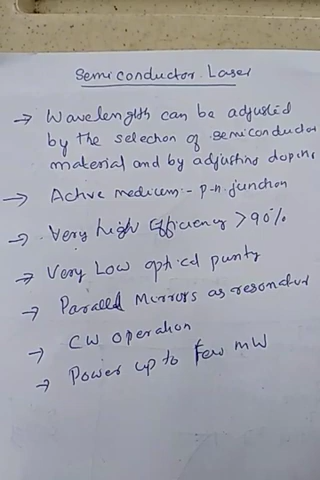 Semiconductor Laser
→ Wavelength can be adjusted
by the selection of semiconductor
material and by adjusting doping
→ Active medium:- p-n junction
→ Very high Efficiency >90%
→ Very Low optical purity
→ Parallel Mirrors as resonator
→ CW operation
→ Power up to few mW